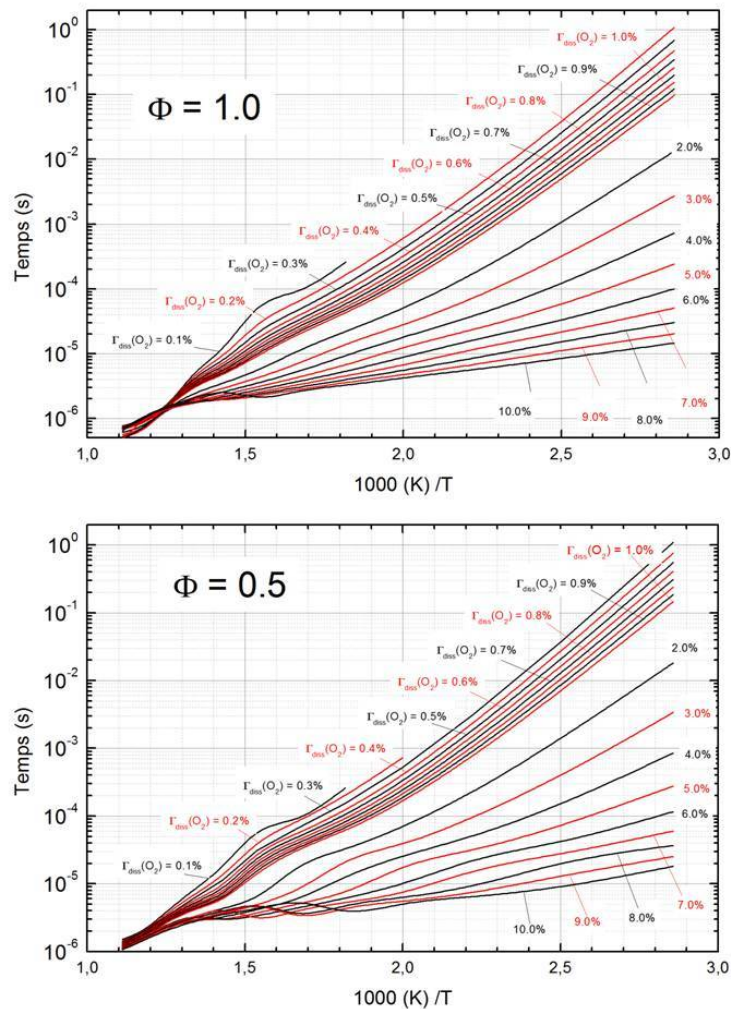 10⁰
Γdiss(O₂) = 1.0%
Γdiss(O₂) = 0.9%
10⁻¹
Φ = 1.0
Γdiss(O₂) = 0.8%
Γdiss(O₂) = 0.7%
2.0%
10⁻²
Γdiss(O₂) = 0.6%
Γdiss(O₂) = 0.5%
3.0%
Temps (s)
10⁻³
Γdiss(O₂) = 0.4%
4.0%
Γdiss(O₂) = 0.3%
5.0%
10⁻⁴
Γdiss(O₂) = 0.2%
6.0%
Γdiss(O₂) = 0.1%
10⁻⁵
10.0%
9.0%
8.0%
7.0%
10⁻⁶
1,0 1,5 2,0 2,5 3,0
1000 (K) /T
10⁰
Γdiss(O₂) = 1.0%
Φ = 0.5
Γdiss(O₂) = 0.9%
10⁻¹
Γdiss(O₂) = 0.8%
Γdiss(O₂) = 0.7%
2.0%
10⁻²
Γdiss(O₂) = 0.6%
Γdiss(O₂) = 0.5%
3.0%
Temps (s)
10⁻³
Γdiss(O₂) = 0.4%
4.0%
Γdiss(O₂) = 0.3%
5.0%
10⁻⁴
Γdiss(O₂) = 0.2%
6.0%
Γdiss(O₂) = 0.1%
10⁻⁵
10.0%
9.0%
8.0%
7.0%
10⁻⁶
1,0 1,5 2,0 2,5 3,0
1000 (K) /T